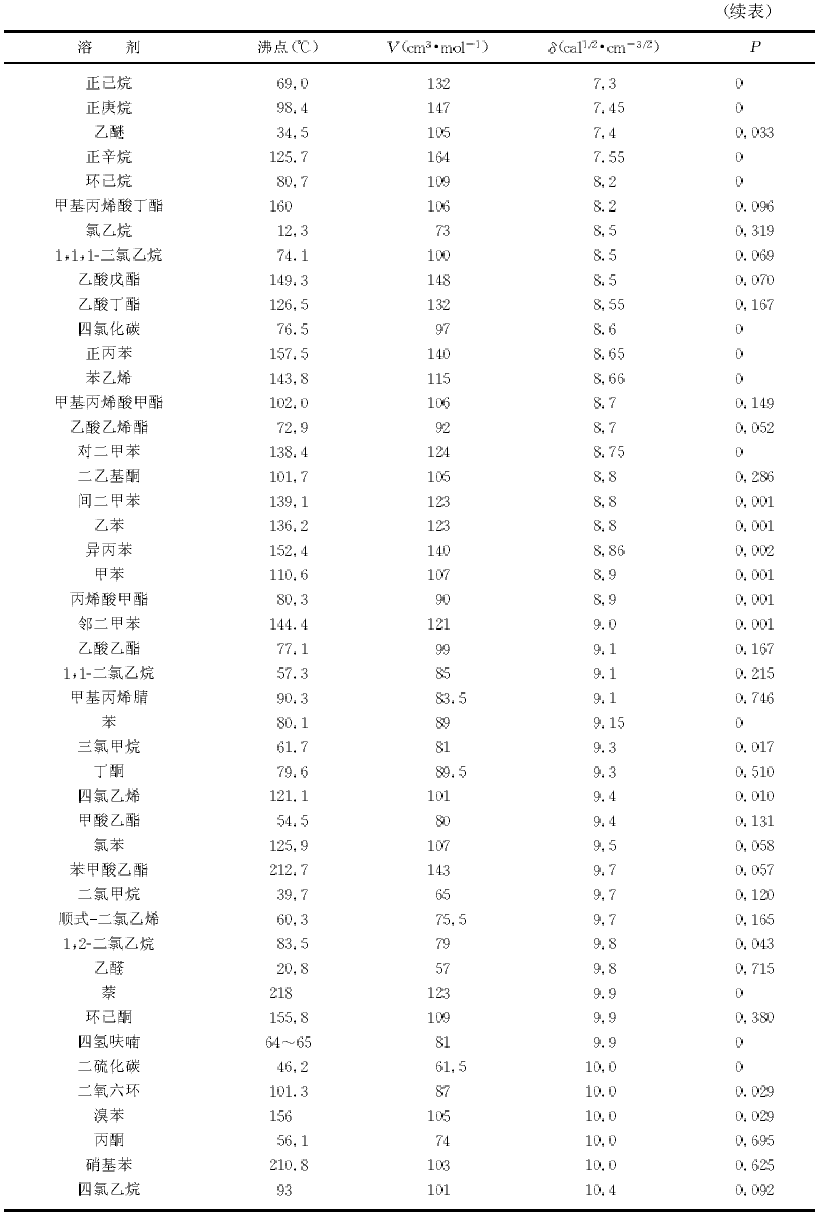 (续表)
溶 剂 沸点(℃) V(cm³·mol⁻¹) δ(cal¹/²·cm⁻³/²) P
正己烷 69.0 132 7.3 0
正庚烷 98.4 147 7.45 0
乙醚 34.5 105 7.4 0.033
正辛烷 125.7 164 7.55 0
环己烷 80.7 109 8.2 0
甲基丙烯酸丁酯 160 106 8.2 0.096
氯乙烷 12.3 73 8.5 0.319
1,1,1-三氯乙烷 74.1 100 8.5 0.069
乙酸戊酯 149.3 148 8.5 0.070
乙酸丁酯 126.5 132 8.55 0.167
四氯化碳 76.5 97 8.6 0
正丙苯 157.5 140 8.65 0
苯乙烯 143.8 115 8.66 0
甲基丙烯酸甲酯 102.0 106 8.7 0.149
乙酸乙烯酯 72.9 92 8.7 0.052
对二甲苯 138.4 124 8.75 0
二乙基酮 101.7 105 8.8 0.286
间二甲苯 139.1 123 8.8 0.001
乙苯 136.2 123 8.8 0.001
异丙苯 152.4 140 8.86 0.002
甲苯 110.6 107 8.9 0.001
丙烯酸甲酯 80.3 90 8.9 0.001
邻二甲苯 144.4 121 9.0 0.001
乙酸乙酯 77.1 99 9.1 0.167
1,1-二氯乙烷 57.3 85 9.1 0.215
甲基丙烯腈 90.3 83.5 9.1 0.746
苯 80.1 89 9.15 0
三氯甲烷 61.7 81 9.3 0.017
丁酮 79.6 89.5 9.3 0.510
四氯乙烯 121.1 101 9.4 0.010
甲酸乙酯 54.5 80 9.4 0.131
氯苯 125.9 107 9.5 0.058
苯甲酸乙酯 212.7 143 9.7 0.057
二氯甲烷 39.7 65 9.7 0.120
顺式-二氯乙烯 60.3 75.5 9.7 0.165
1,2-二氯乙烷 83.5 79 9.8 0.043
乙醛 20.8 57 9.8 0.715
萘 218 123 9.9 0
环己酮 155.8 109 9.9 0.380
四氢呋喃 64～65 81 9.9 0
二硫化碳 46.2 61.5 10.0 0
二氧六环 101.3 87 10.0 0.029
溴苯 156 105 10.0 0.029
丙酮 56.1 74 10.0 0.695
硝基苯 210.8 103 10.0 0.625
四氯乙烷 93 101 10.4 0.092